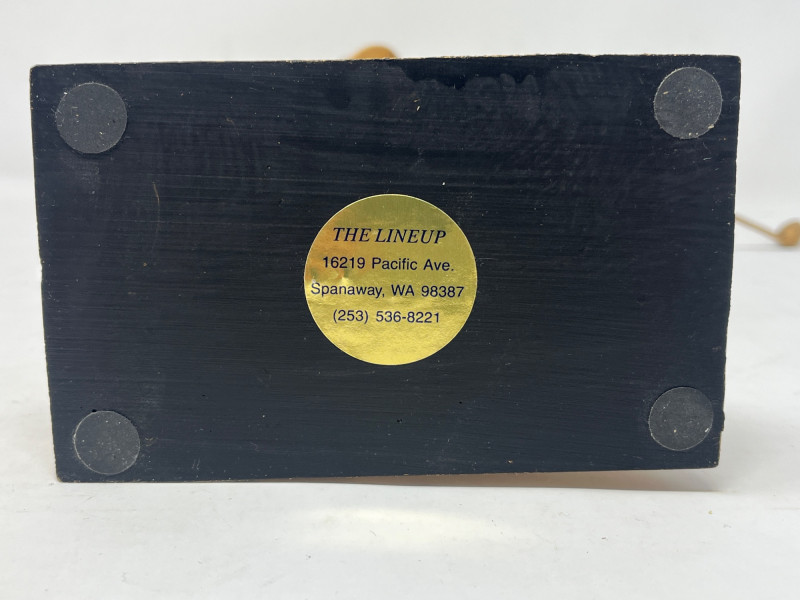 THE LINEUP
16219 Pacific Ave.
Spanaway, WA 98387
(253) 536-8221